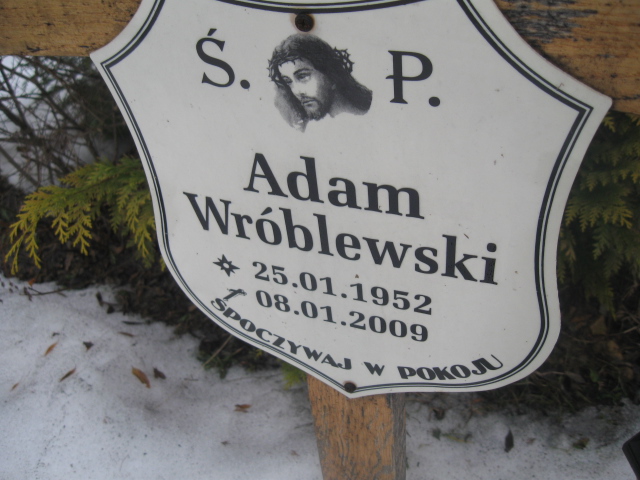 Ś. P.
Adam
Wróblewski
* 25.01.1952
† 08.01.2009
SPOCZYWAJ W POKOJU